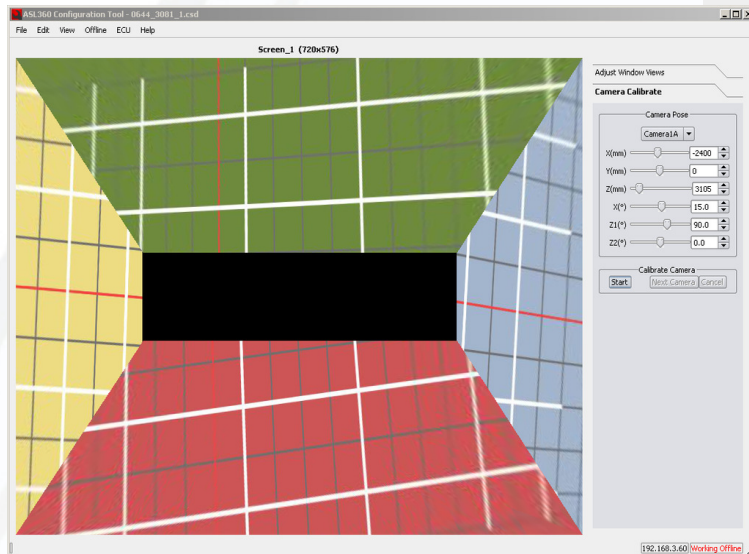 ASL360 Configuration Tool - 0644_3081_1.csd
File Edit View Offline ECU Help
Screen_1 (720x576)
Adjust Window Views
Camera Calibrate
Camera Pose
Camera1A
X(mm) -2400
Y(mm) 0
Z(mm) 3105
X(°) 15.0
Z1(°) 90.0
Z2(°) 0.0
Calibrate Camera
Start Next Camera Cancel
192.168.3.60 Working Offline